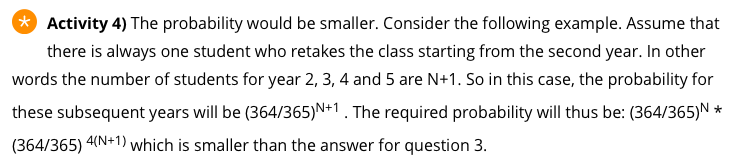 * Activity 4) The probability would be smaller. Consider the following example. Assume that
there is always one student who retakes the class starting from the second year. In other
words the number of students for year 2, 3, 4 and 5 are N+1. So in this case, the probability for
these subsequent years will be (364/365)ᴺ⁺¹ . The required probability will thus be: (364/365)ᴺ *
(364/365) ⁴⁽ᴺ⁺¹⁾ which is smaller than the answer for question 3.